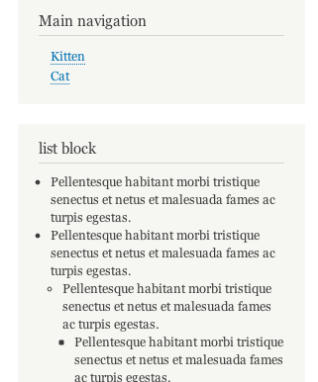 Main navigation
Kitten
Cat
list block
Pellentesque habitant morbi tristique
senectus et netus et malesuada fames ac
turpis egestas.
Pellentesque habitant morbi tristique
senectus et netus et malesuada fames ac
turpis egestas.
Pellentesque habitant morbi tristique
senectus et netus et malesuada fames
ac turpis egestas.
Pellentesque habitant morbi tristique
senectus et netus et malesuada fames
ac turpis egestas.